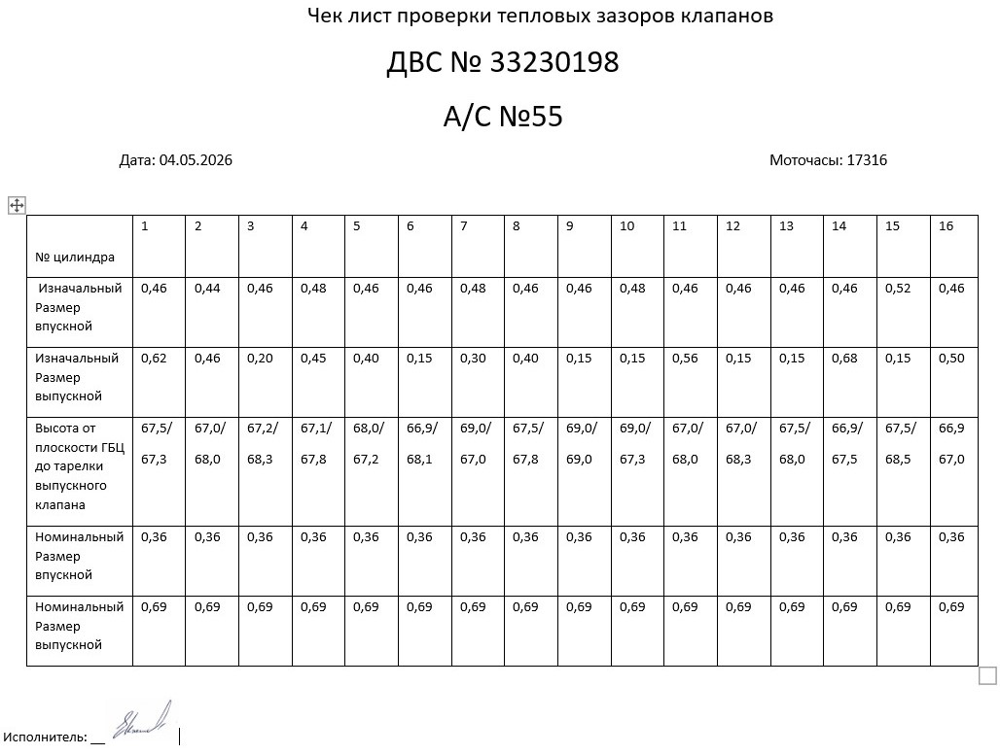 Чек лист проверки тепловых зазоров клапанов
ДВС № 33230198
А/С №55
Дата: 04.05.2026 Моточасы: 17316
№ цилиндра 1 2 3 4 5 6 7 8 9 10 11 12 13 14 15 16
Изначальный Размер впускной 0,46 0,44 0,46 0,48 0,46 0,46 0,48 0,46 0,46 0,48 0,46 0,46 0,46 0,46 0,52 0,46
Изначальный Размер выпускной 0,62 0,46 0,20 0,45 0,40 0,15 0,30 0,40 0,15 0,15 0,56 0,15 0,15 0,68 0,15 0,50
Высота от плоскости ГБЦ до тарелки выпускного клапана 67,5/ 67,3 67,0/ 68,0 67,2/ 68,3 67,1/ 67,8 68,0/ 67,2 66,9/ 68,1 69,0/ 67,0 67,5/ 67,8 69,0/ 69,0 69,0/ 67,3 67,0/ 68,0 67,0/ 68,3 67,5/ 68,0 66,9/ 67,5 67,5/ 68,5 66,9 67,0
Номинальный Размер впускной 0,36 0,36 0,36 0,36 0,36 0,36 0,36 0,36 0,36 0,36 0,36 0,36 0,36 0,36 0,36 0,36
Номинальный Размер выпускной 0,69 0,69 0,69 0,69 0,69 0,69 0,69 0,69 0,69 0,69 0,69 0,69 0,69 0,69 0,69 0,69
Исполнитель: __